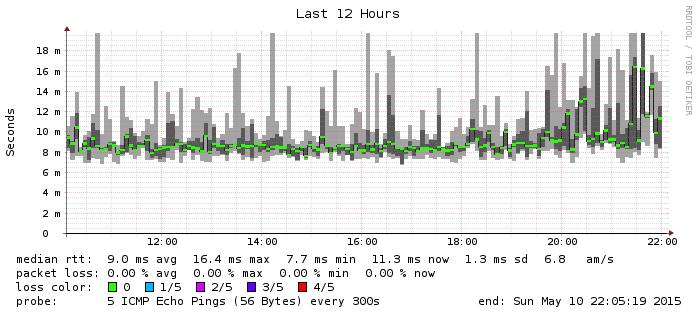 Last 12 Hours
RRDTOOL / TOBI OETIKER
Seconds
18 m
16 m
14 m
12 m
10 m
8 m
6 m
4 m
2 m
0
12:00 14:00 16:00 18:00 20:00 22:00
median rtt: 9.0 ms avg 16.4 ms max 7.7 ms min 11.3 ms now 1.3 ms sd 6.8 am/s
packet loss: 0.00 % avg 0.00 % max 0.00 % min 0.00 % now
loss color: 0 1/5 2/5 3/5 4/5
probe: 5 ICMP Echo Pings (56 Bytes) every 300s end: Sun May 10 22:05:19 2015